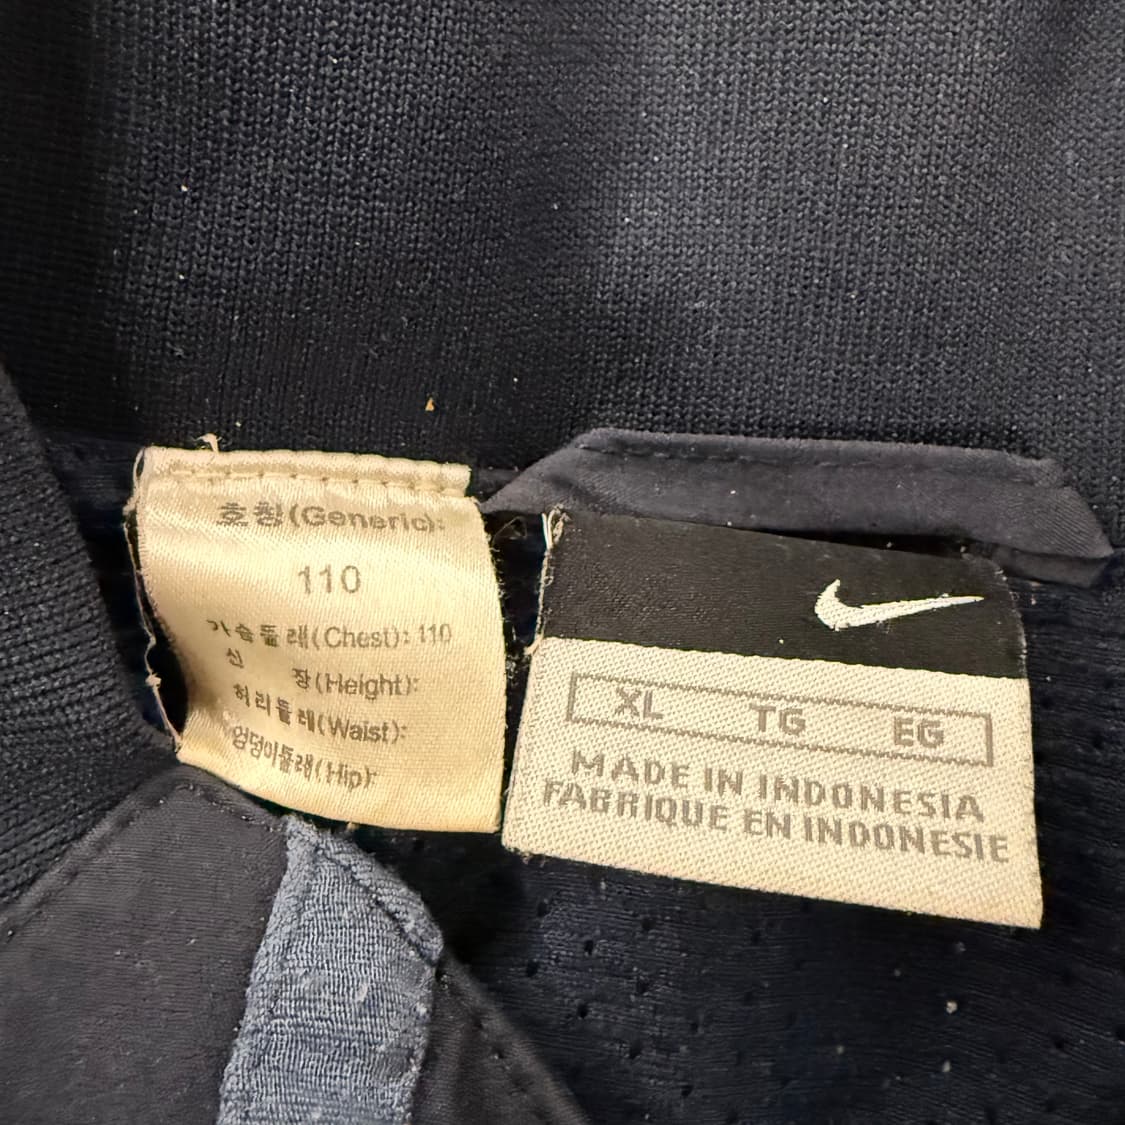 호칭(Generic):
110
가슴둘레(Chest): 110
신 장(Height):
허리둘레(Waist):
엉덩이둘레(Hip):
XL TG EG
MADE IN INDONESIA
FABRIQUE EN INDONESIE